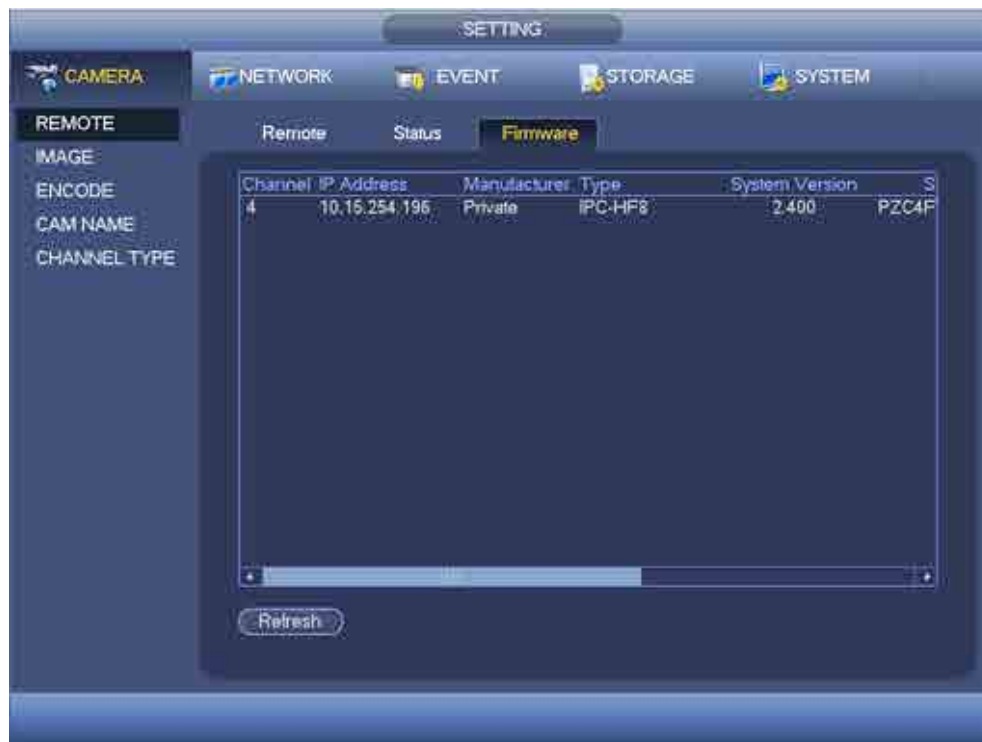 SETTING
CAMERA NETWORK EVENT STORAGE SYSTEM
REMOTE
IMAGE
ENCODE
CAM NAME
CHANNEL TYPE
Remote Status Firmware
Channel IP Address Manufacturer Type System Version S
4 10.15.254.196 Private IPC-HF8 2.400 PZC4F
Refresh